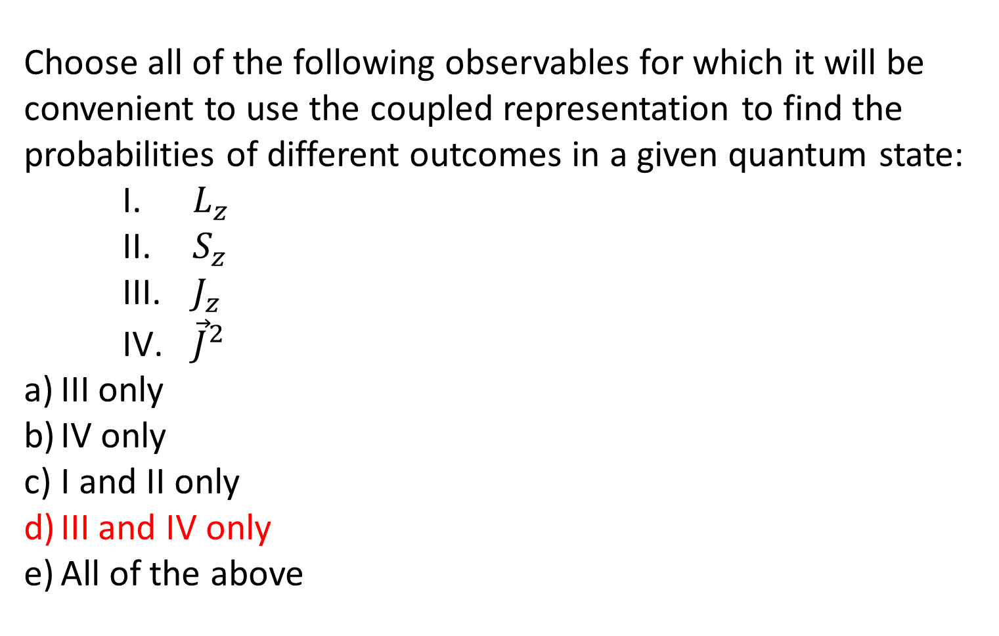 Choose all of the following observables for which it will be
convenient to use the coupled representation to find the
probabilities of different outcomes in a given quantum state:
I. $L_z$
II. $S_z$
III. $J_z$
IV. $\vec{J}^2$
a) III only
b) IV only
c) I and II only
d) III and IV only
e) All of the above